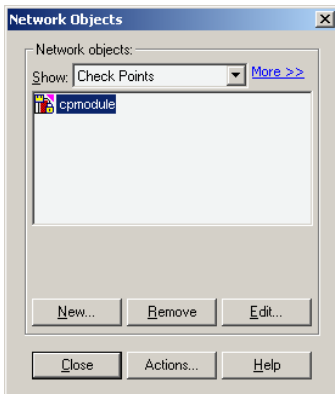 Network Objects
Network objects:
Show: Check Points More >>
cpmodule
New... Remove Edit...
Close Actions... Help